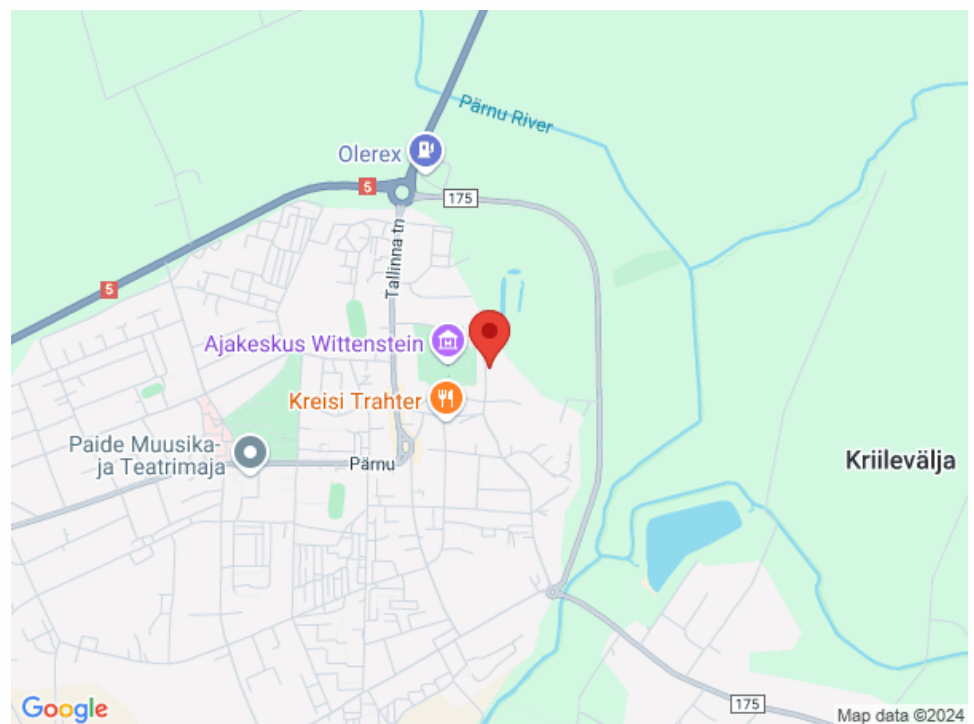 Pärnu River
Olerex
5
175
Tallinna tn
5
Ajakeskus Wittenstein
Kreisi Trahter
Paide Muusika-
ja Teatrimaja
Pärnu
Kriilevälja
175
Google
Map data ©2024